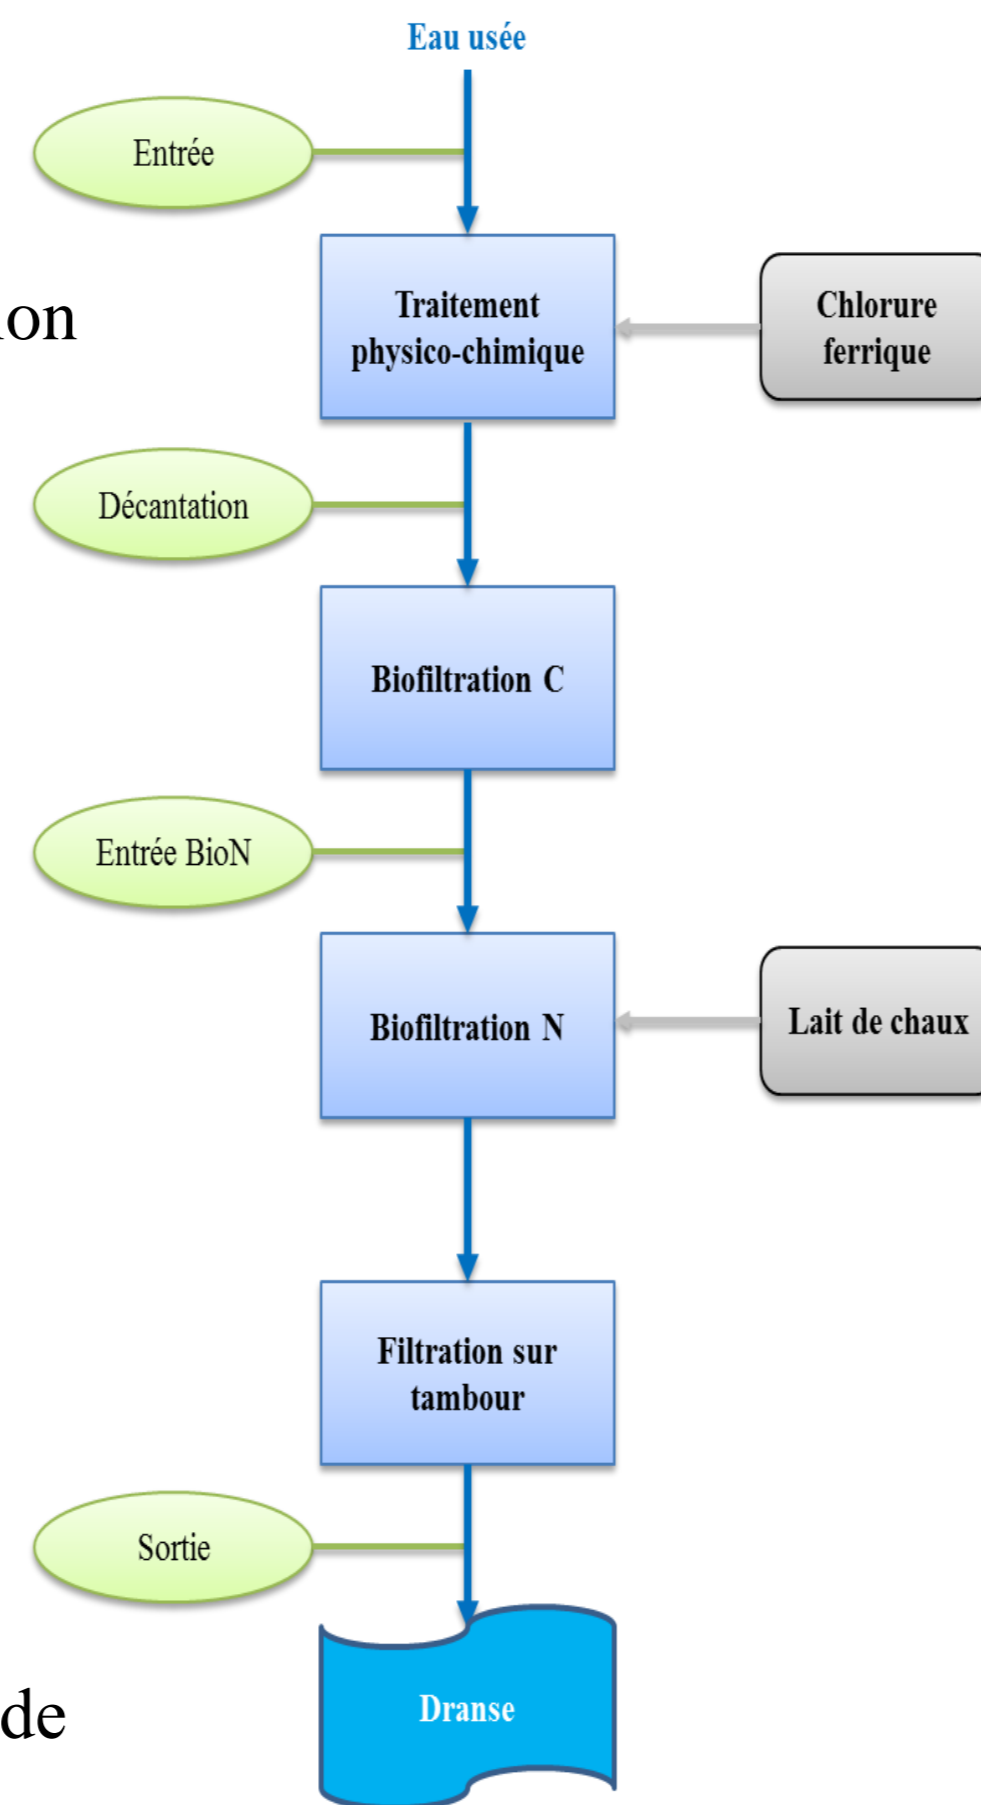 Eau usée
Entrée
Traitement
physico-chimique
Chlorure
ferrique
Décantation
Biofiltration C
Entrée BioN
Biofiltration N
Lait de chaux
Filtration sur
tambour
Sortie
Dranse
de